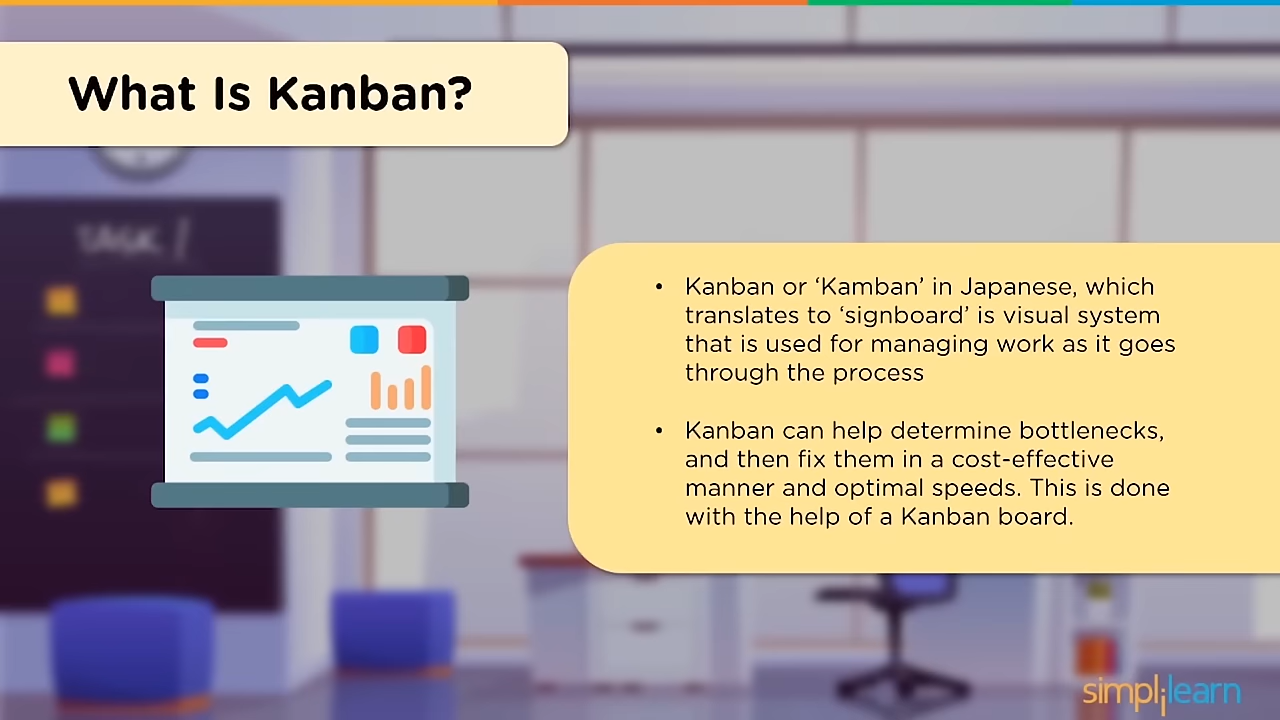 What Is Kanban?
TASK /
• Kanban or ‘Kamban’ in Japanese, which
translates to ‘signboard’ is visual system
that is used for managing work as it goes
through the process
• Kanban can help determine bottlenecks,
and then fix them in a cost-effective
manner and optimal speeds. This is done
with the help of a Kanban board.
simplilearn